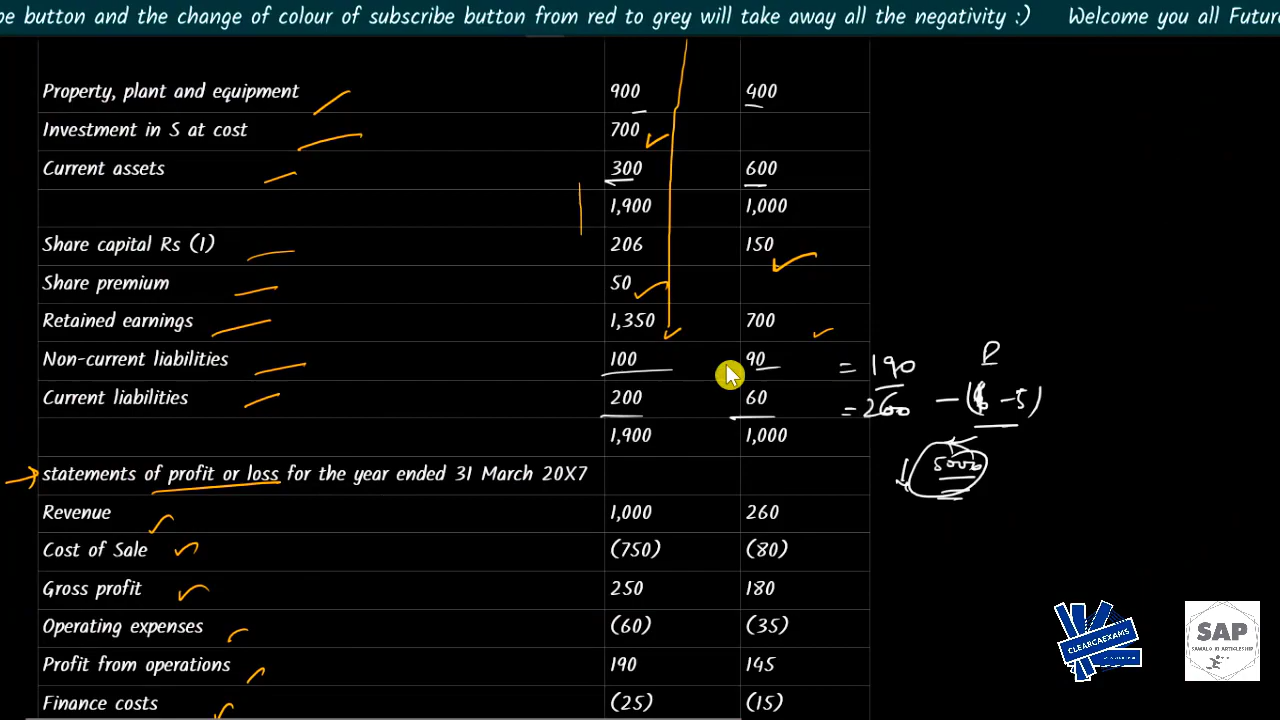 e button and the change of colour of subscribe button from red to grey will take away all the negativity :) Welcome you all Futur
Property, plant and equipment 900 400
Investment in S at cost 700
Current assets 300 600
1,900 1,000
Share capital Rs (1) 206 150
Share premium 50
Retained earnings 1,350 700
Non-current liabilities 100 90 = 190
Current liabilities 200 60 = 260
1,900 1,000
statements of profit or loss for the year ended 31 March 20X7
Revenue 1,000 260
Cost of Sale (750) (80)
Gross profit 250 180
Operating expenses (60) (35)
Profit from operations 190 145
Finance costs (25) (15)
CLEARCAEXAMS
SAP
SAWALO KI ARTICLESHIP